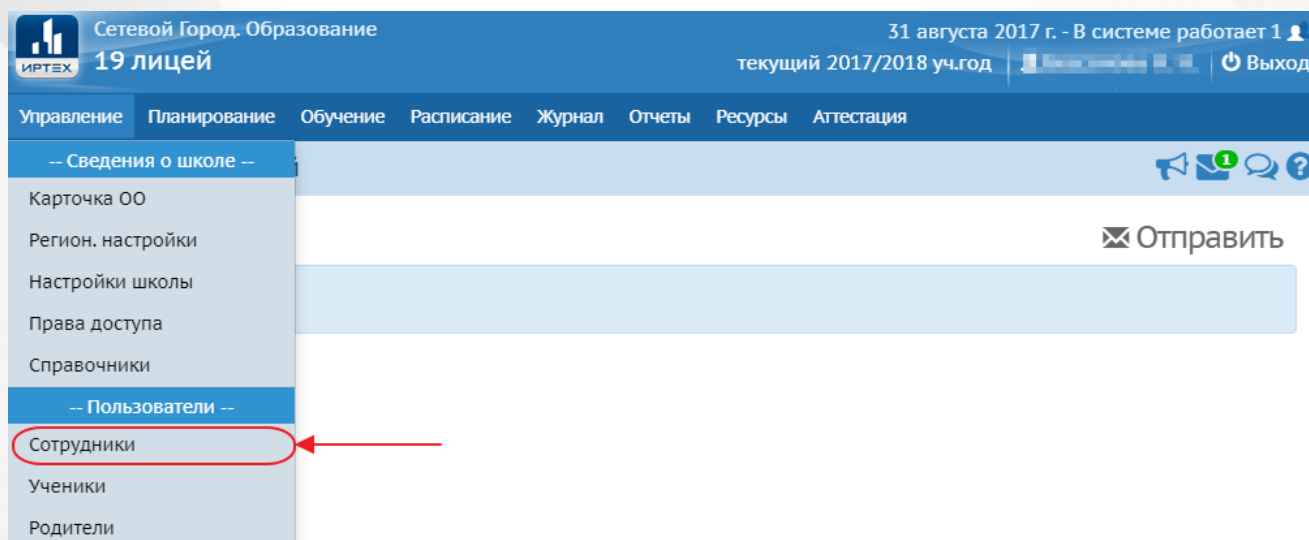 Сетевой Город. Образование
31 августа 2017 г. - В системе работает 1
ИРТЕХ
19 лицей
текущий 2017/2018 уч.год
Выход
Управление Планирование Обучение Расписание Журнал Отчеты Ресурсы Аттестация
-- Сведения о школе --
1
Карточка ОО
Регион. настройки
Отправить
Настройки школы
Права доступа
Справочники
-- Пользователи --
Сотрудники
Ученики
Родители